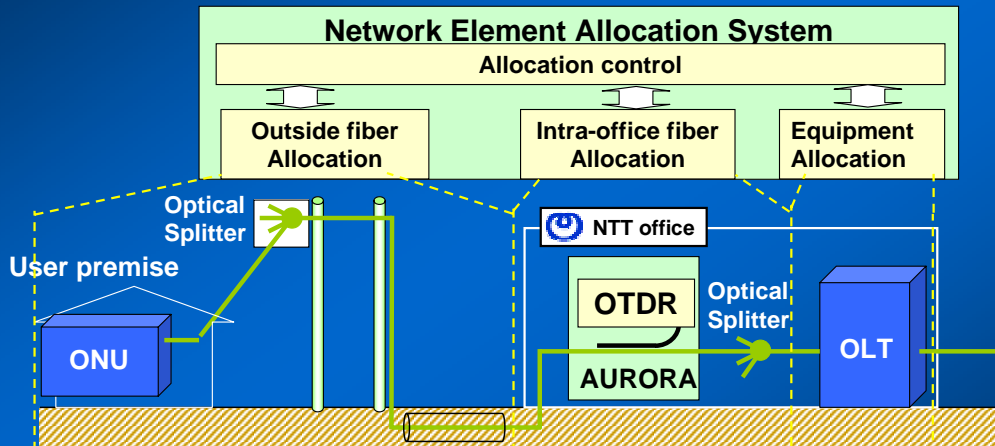 Network Element Allocation System
Allocation control
Outside fiber
Allocation
Intra-office fiber
Allocation
Equipment
Allocation
Optical
Splitter
NTT office
User premise
OTDR
Optical
Splitter
ONU
OLT
AURORA